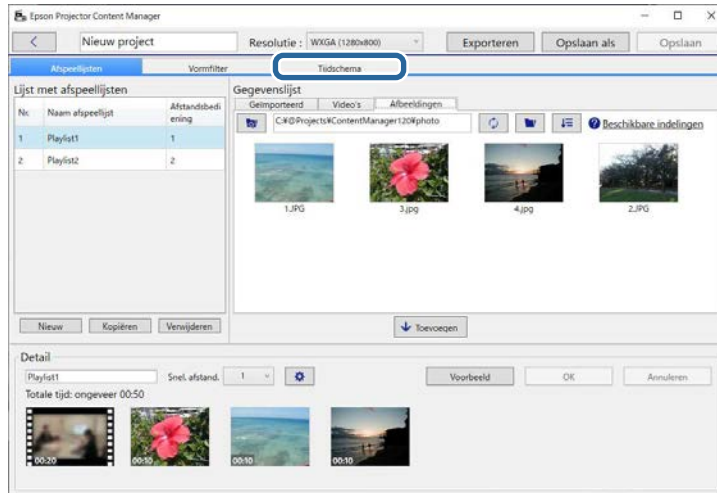 Epson Projector Content Manager
Nieuw project
Resolutie : WXGA (1280x800)
Exporteren
Opslaan als
Opslaan
Afspeellijsten
Vormfilter
Tijdschema
Lijst met afspeellijsten
Nr. Naam afspeellijst Afstandsbedi
ening
1 Playlist1 1
2 Playlist2 2
Nieuw
Kopiëren
Verwijderen
Gegevenslijst
Geïmporteerd
Video's
Afbeeldingen
C:¥@Projects¥ContentManager120¥photo
Beschikbare indelingen
1.JPG
3.jpg
4.jpg
2.JPG
Toevoegen
Detail
Playlist1
Snel. afstand. 1
Voorbeeld
OK
Annuleren
Totale tijd: ongeveer 00:50
00:20
00:10
00:10
00:10